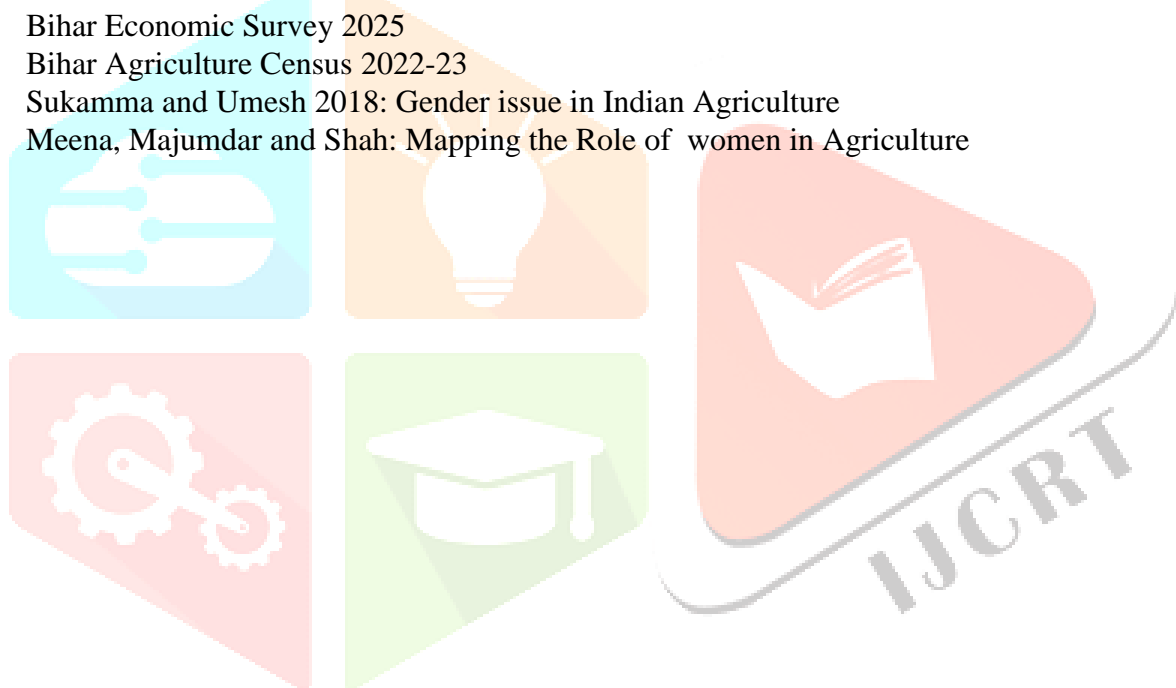 Bihar Economic Survey 2025
Bihar Agriculture Census 2022-23
Sukamma and Umesh 2018: Gender issue in Indian Agriculture
Meena, Majumdar and Shah: Mapping the Role of women in Agriculture
IJCRT